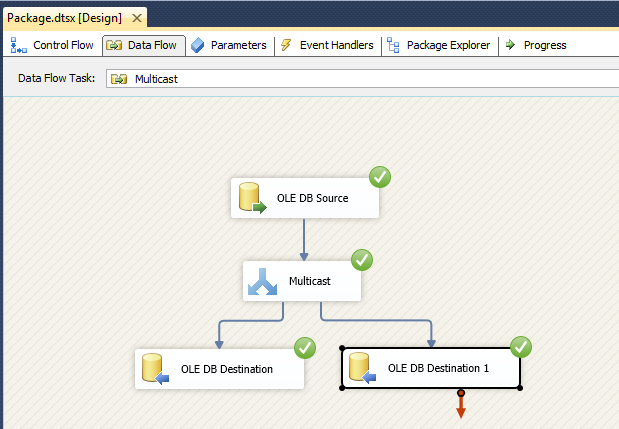 Package.dtsx [Design]
Control Flow Data Flow Parameters Event Handlers Package Explorer Progress
Data Flow Task: Multicast
OLE DB Source
Multicast
OLE DB Destination OLE DB Destination 1